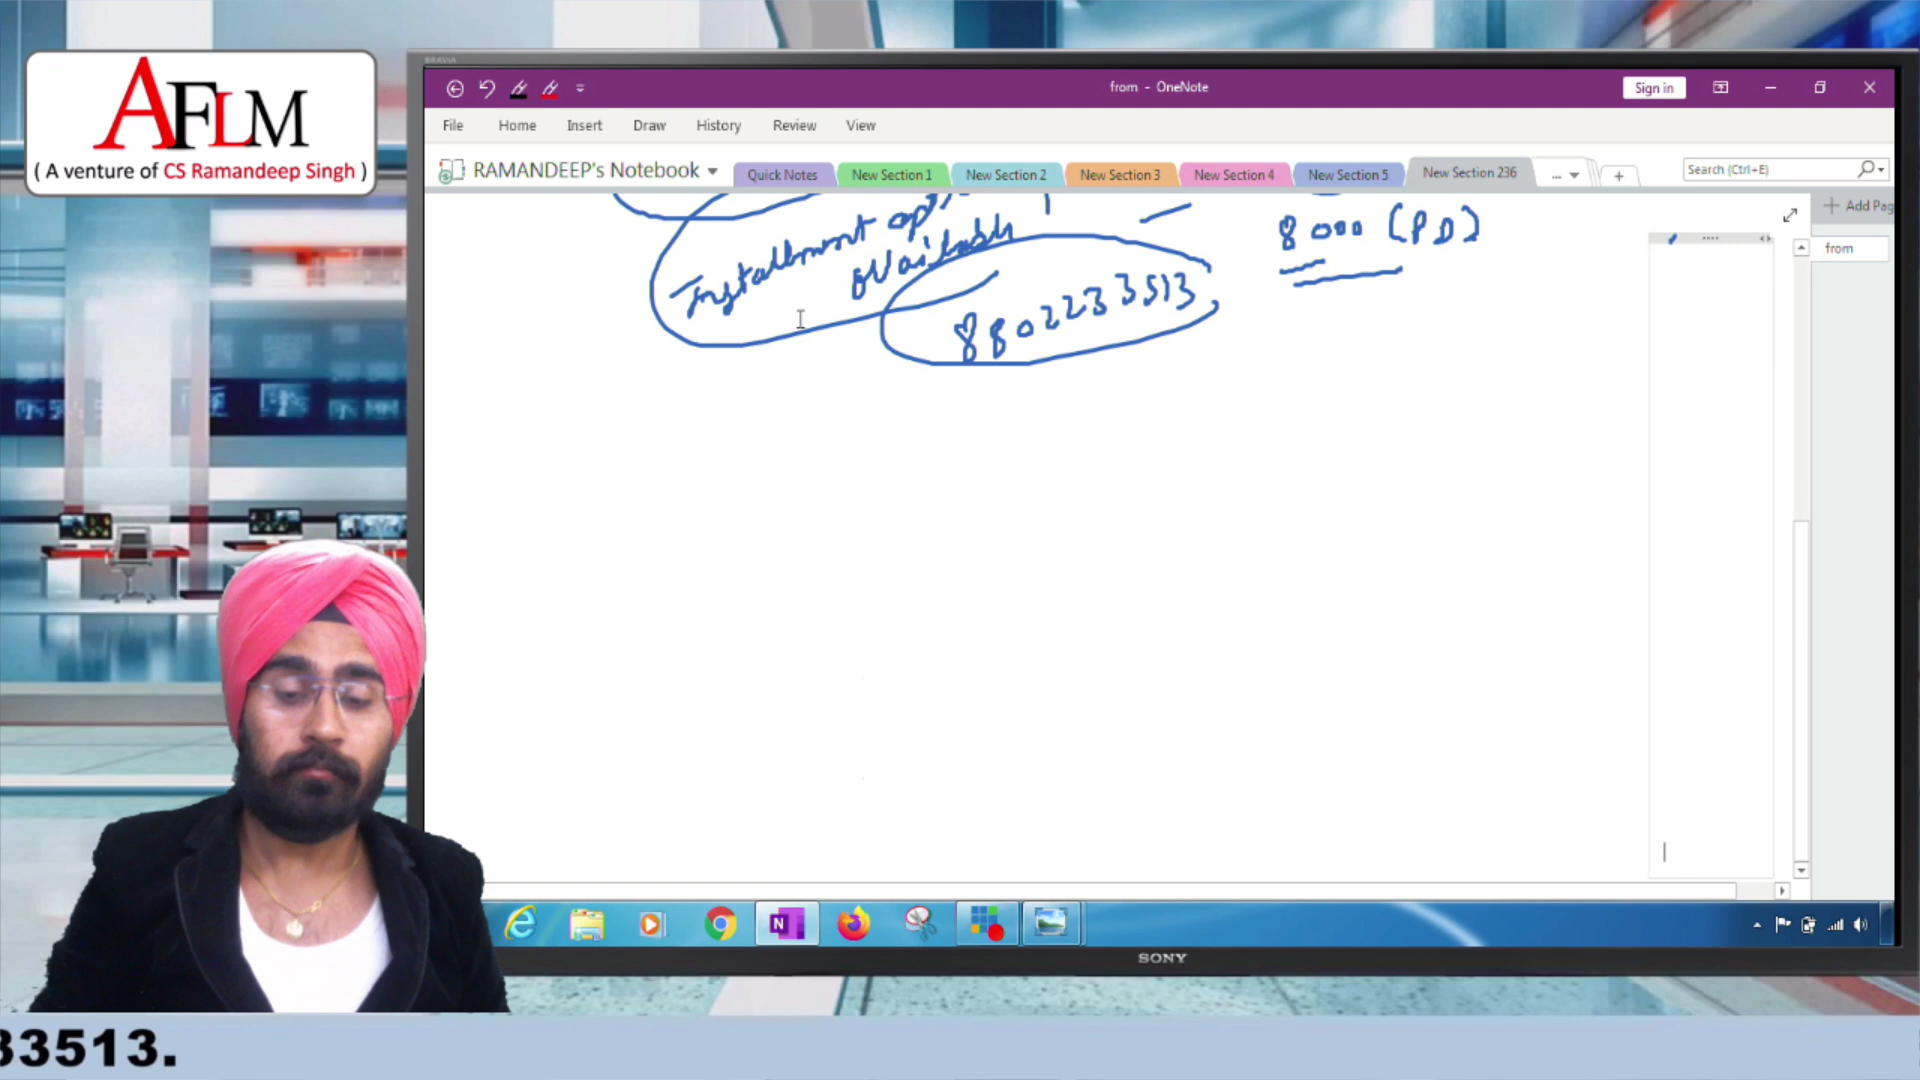 BRAVIA
AFLM
( A venture of CS Ramandeep Singh )
from - OneNote
Sign in
File Home Insert Draw History Review View
RAMANDEEP's Notebook
Quick Notes New Section 1 New Section 2 New Section 3 New Section 4 New Section 5 New Section 236 ...
Search (Ctrl+E)
Add Pag
from
8000 (PD)
Installment
available
8802233513,
SONY
33513.